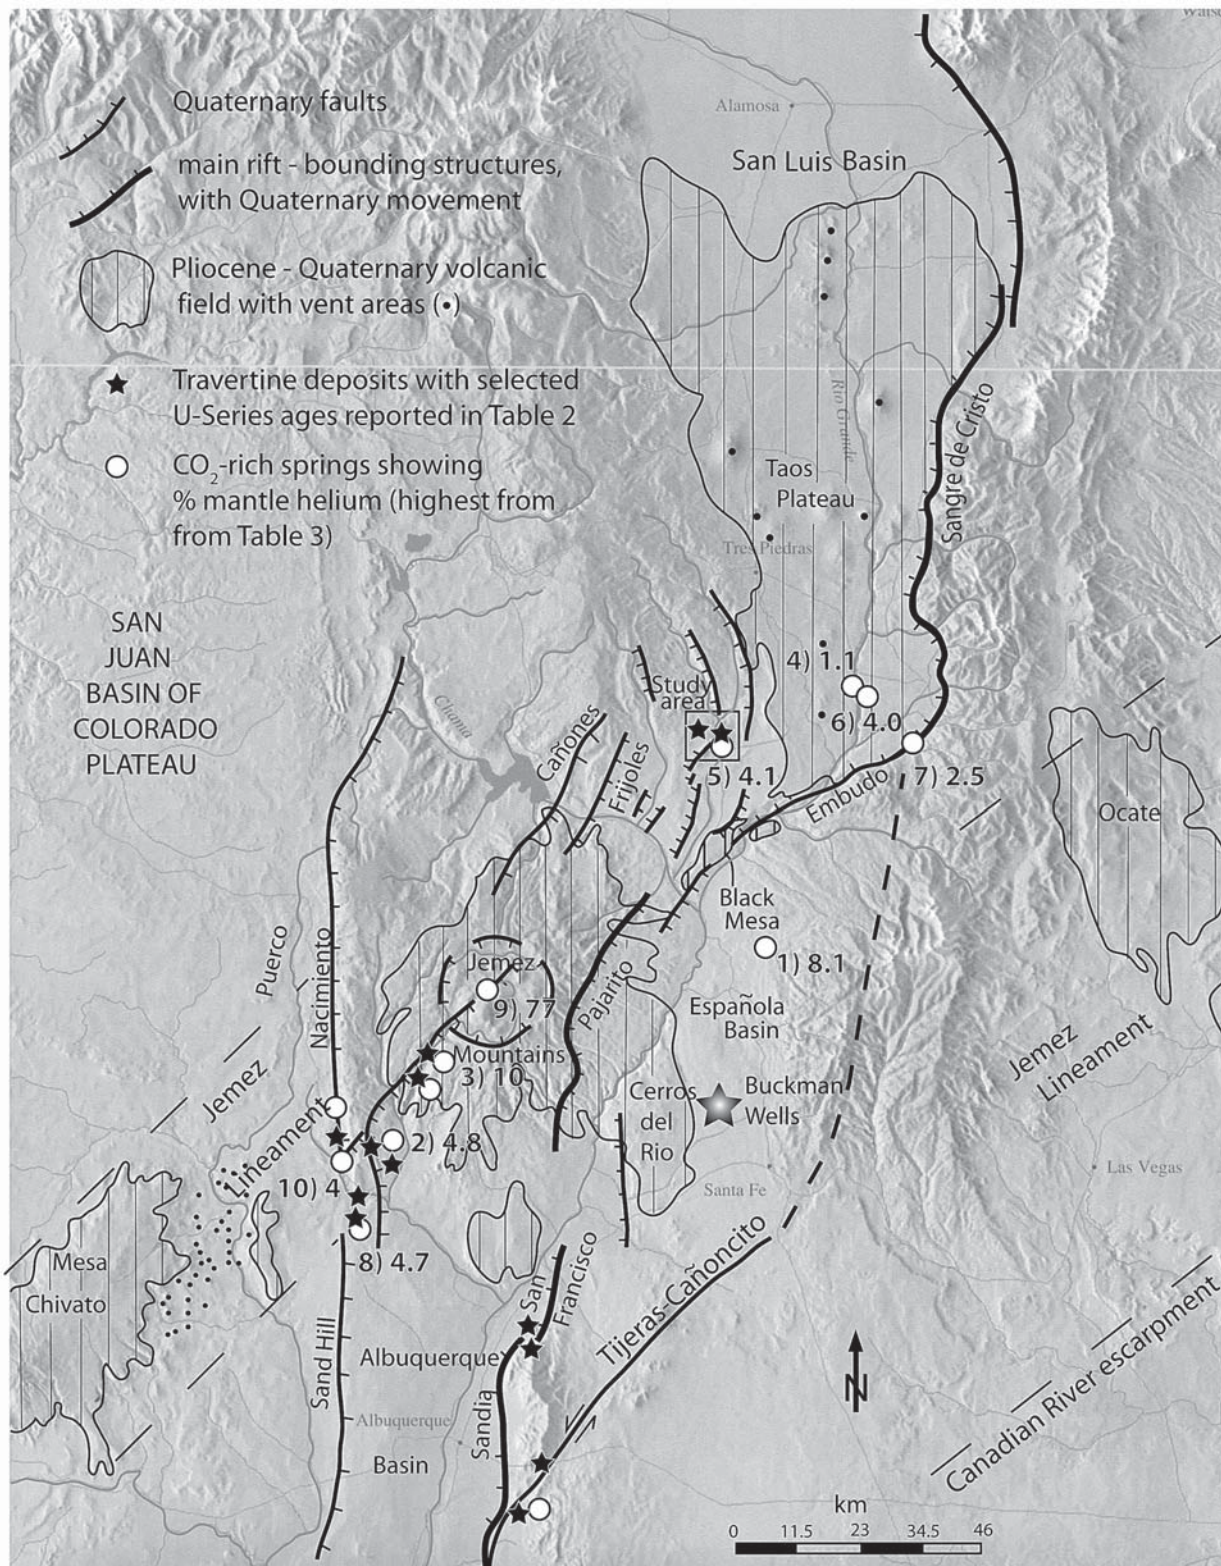 Alamosa
San Luis Basin
Quaternary faults
main rift - bounding structures,
with Quaternary movement
Pliocene - Quaternary volcanic
field with vent areas (•)
Travertine deposits with selected
U-Series ages reported in Table 2
CO₂-rich springs showing
% mantle helium (highest from
from Table 3)
Rio Grande
Sangre de Cristo
Taos
Plateau
Tres Piedras
SAN
JUAN
BASIN OF
COLORADO
PLATEAU
Chama
Study
area
4) 1.1
6) 4.0
5) 4.1
7) 2.5
Cañones
Frijoles
Embudo
Ocate
Black
Mesa
1) 8.1
Puerco
Nacimiento
Jemez
9) 77
Mountains
3) 10
Pajarito
Española
Basin
Cerros
del
Rio
Buckman
Wells
Jemez
Lineament
Jemez
Lineament
2) 4.8
10) 4
8) 4.7
Santa Fe
Las Vegas
Mesa
Chivato
Sand Hill
San
Francisco
Albuquerque
Albuquerque
Basin
Sandia
Tijeras-Cañoncito
N
Canadian River escarpment
km
0 11.5 23 34.5 46